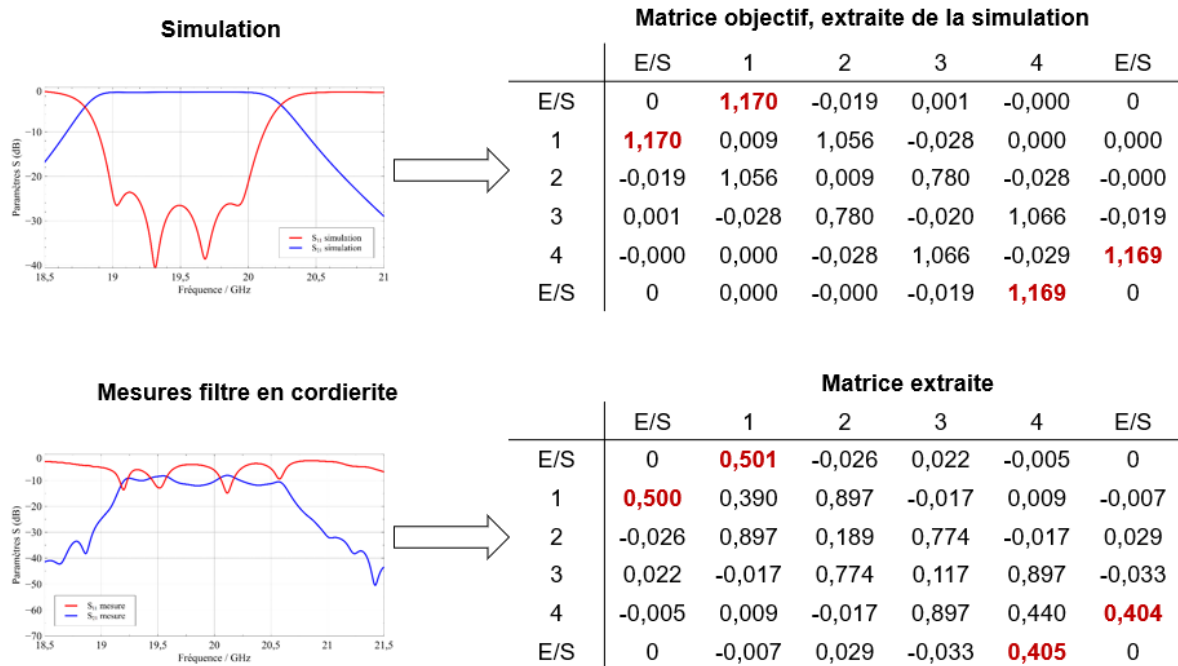 Simulation
Matrice objectif, extraite de la simulation
0
−10
−20
−30
−40
Paramètres S (dB)
S11 simulation
S21 simulation
18,5 19 19,5 20 20,5 21
Fréquence / GHz
E/S 1 2 3 4 E/S
E/S 0 1,170 -0,019 0,001 -0,000 0
1 1,170 0,009 1,056 -0,028 0,000 0,000
2 -0,019 1,056 0,009 0,780 -0,028 -0,000
3 0,001 -0,028 0,780 -0,020 1,066 -0,019
4 -0,000 0,000 -0,028 1,066 -0,029 1,169
E/S 0 0,000 -0,000 -0,019 1,169 0
Mesures filtre en cordierite
Matrice extraite
0
−10
−20
−30
−40
−50
−60
−70
Paramètres S (dB)
S11 mesure
S21 mesure
18,5 19 19,5 20 20,5 21 21,5
Fréquence / GHz
E/S 1 2 3 4 E/S
E/S 0 0,501 -0,026 0,022 -0,005 0
1 0,500 0,390 0,897 -0,017 0,009 -0,007
2 -0,026 0,897 0,189 0,774 -0,017 0,029
3 0,022 -0,017 0,774 0,117 0,897 -0,033
4 -0,005 0,009 -0,017 0,897 0,440 0,404
E/S 0 -0,007 0,029 -0,033 0,405 0